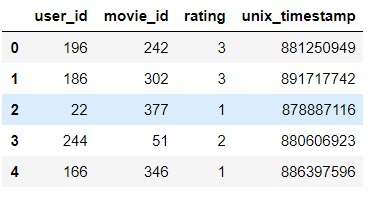 user_id movie_id rating unix_timestamp
0 196 242 3 881250949
1 186 302 3 891717742
2 22 377 1 878887116
3 244 51 2 880606923
4 166 346 1 886397596